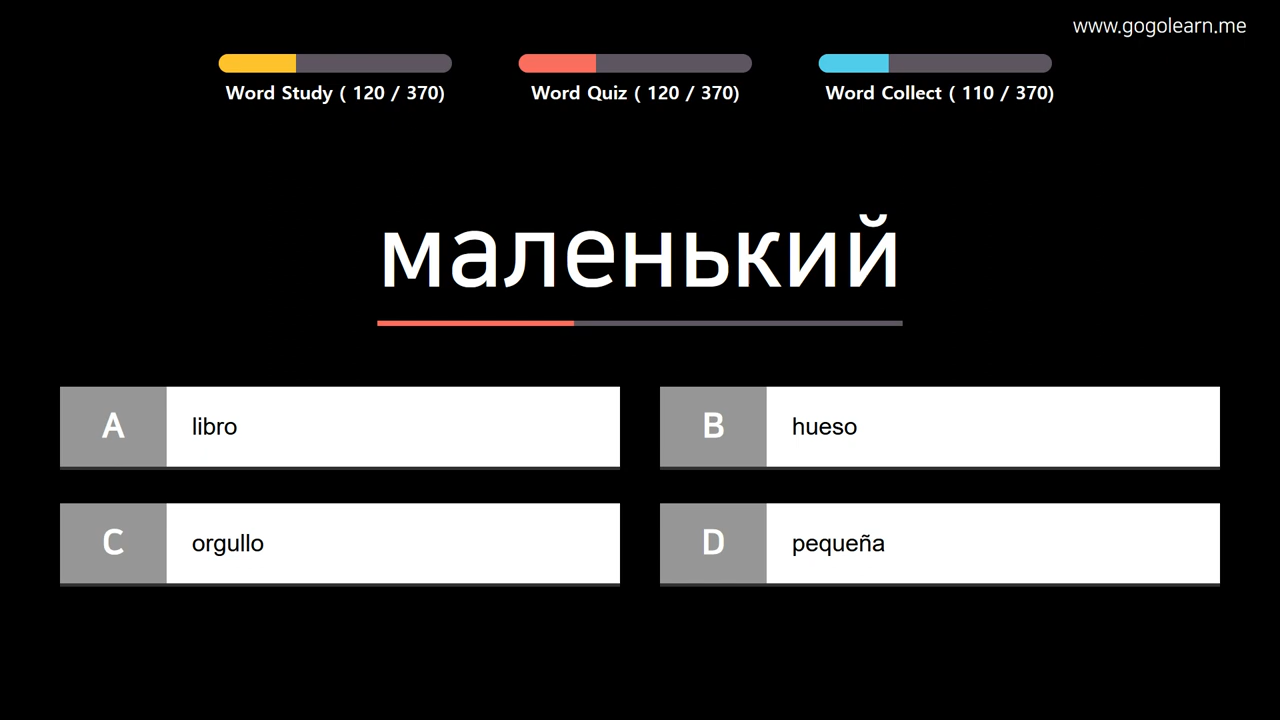 www.gogolearn.me
Word Study ( 120 / 370)
Word Quiz ( 120 / 370)
Word Collect ( 110 / 370)
маленький
A libro
B hueso
C orgullo
D pequeña